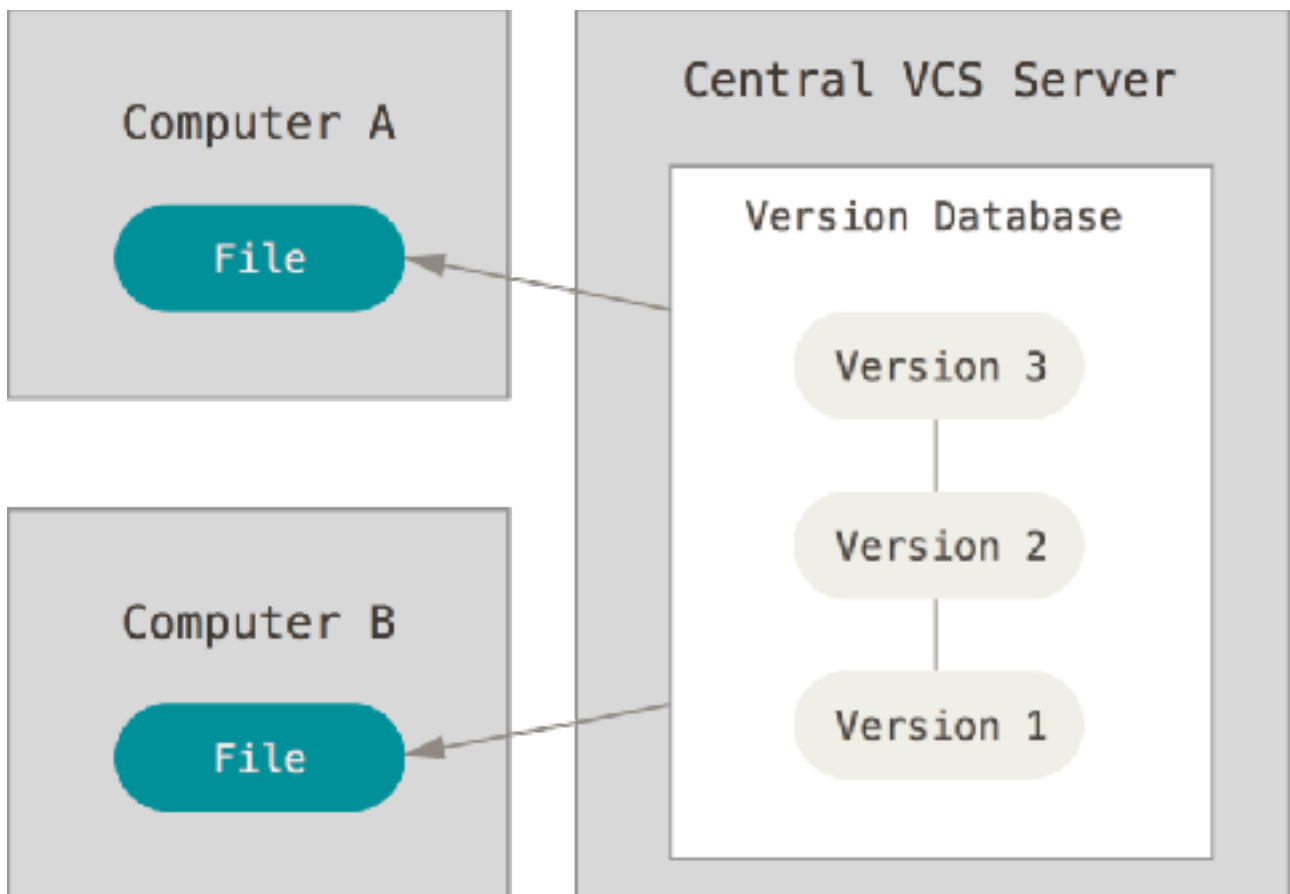 Computer A
File
Computer B
File
Central VCS Server
Version Database
Version 3
Version 2
Version 1